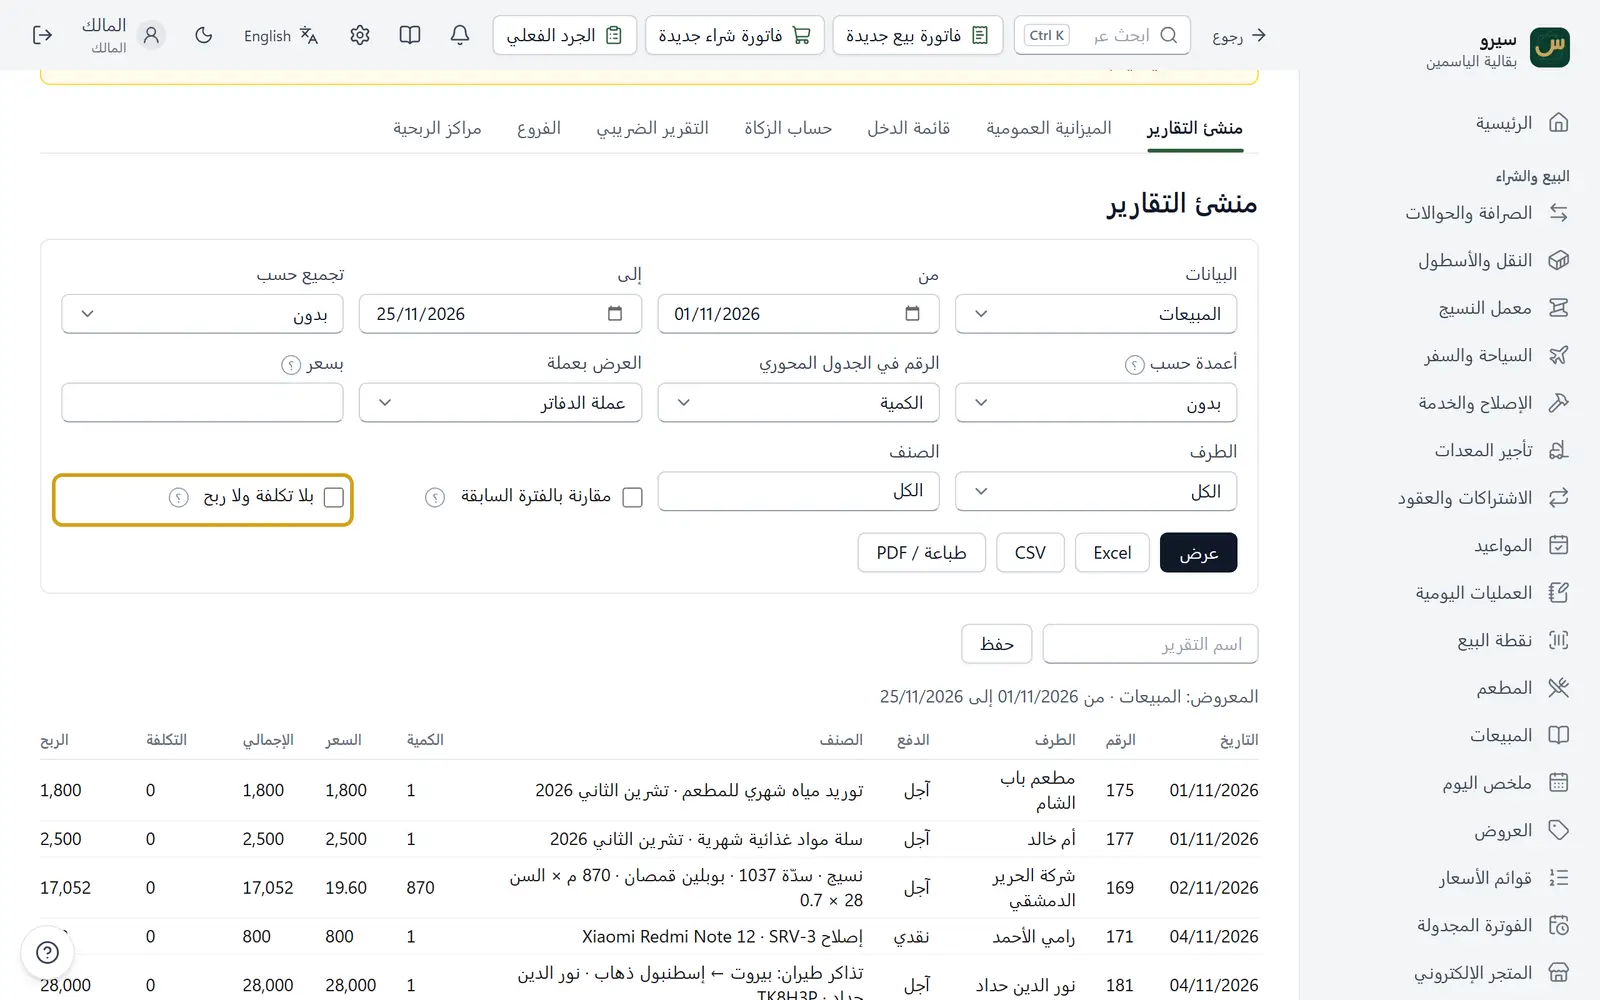 سيرو
بقالية الياسمين
رجوع
ابحث عر
Ctrl K
فاتورة بيع جديدة
فاتورة شراء جديدة
الجرد الفعلي
English
المالك
المالك
الرئيسية
البيع والشراء
الصرافة والحوالات
النقل والأسطول
معمل النسيج
السياحة والسفر
الإصلاح والخدمة
تأجير المعدات
الاشتراكات والعقود
المواعيد
العمليات اليومية
نقطة البيع
المطعم
المبيعات
ملخص اليوم
العروض
قوائم الأسعار
الفوترة المجدولة
المتجر الإلكتروني
منشئ التقارير
الميزانية العمومية
قائمة الدخل
حساب الزكاة
التقرير الضريبي
الفروع
مراكز الربحية
منشئ التقارير
البيانات
من
إلى
تجميع حسب
المبيعات
01/11/2026
25/11/2026
بدون
أعمدة حسب ؟
الرقم في الجدول المحوري
العرض بعملة
بسعر ؟
بدون
الكمية
عملة الدفاتر
الطرف
الصنف
الكل
الكل
مقارنة بالفترة السابقة ؟
بلا تكلفة ولا ربح ؟
عرض
Excel
CSV
طباعة / PDF
اسم التقرير
حفظ
المعروض: المبيعات · من 01/11/2026 إلى 25/11/2026
التاريخ الرقم الطرف الدفع الصنف الكمية السعر الإجمالي التكلفة الربح
01/11/2026 175 مطعم باب الشام آجل توريد مياه شهري للمطعم · تشرين الثاني 2026 1 1,800 1,800 0 1,800
01/11/2026 177 أم خالد آجل سلة مواد غذائية شهرية · تشرين الثاني 2026 1 2,500 2,500 0 2,500
02/11/2026 169 شركة الحرير الدمشقي آجل نسيج · سدّة 1037 · بوبلين قمصان · 870 م × السن 28 × 0.7 870 19.60 17,052 0 17,052
04/11/2026 171 رامي الأحمد نقدي إصلاح SRV-3 · Xiaomi Redmi Note 12 1 800 800 0
04/11/2026 181 نور الدين حداد آجل تذاكر طيران: بيروت ← إسطنبول ذهاب · نور الدين حداد · TK8H3P 1 28,000 28,000 0 28,000